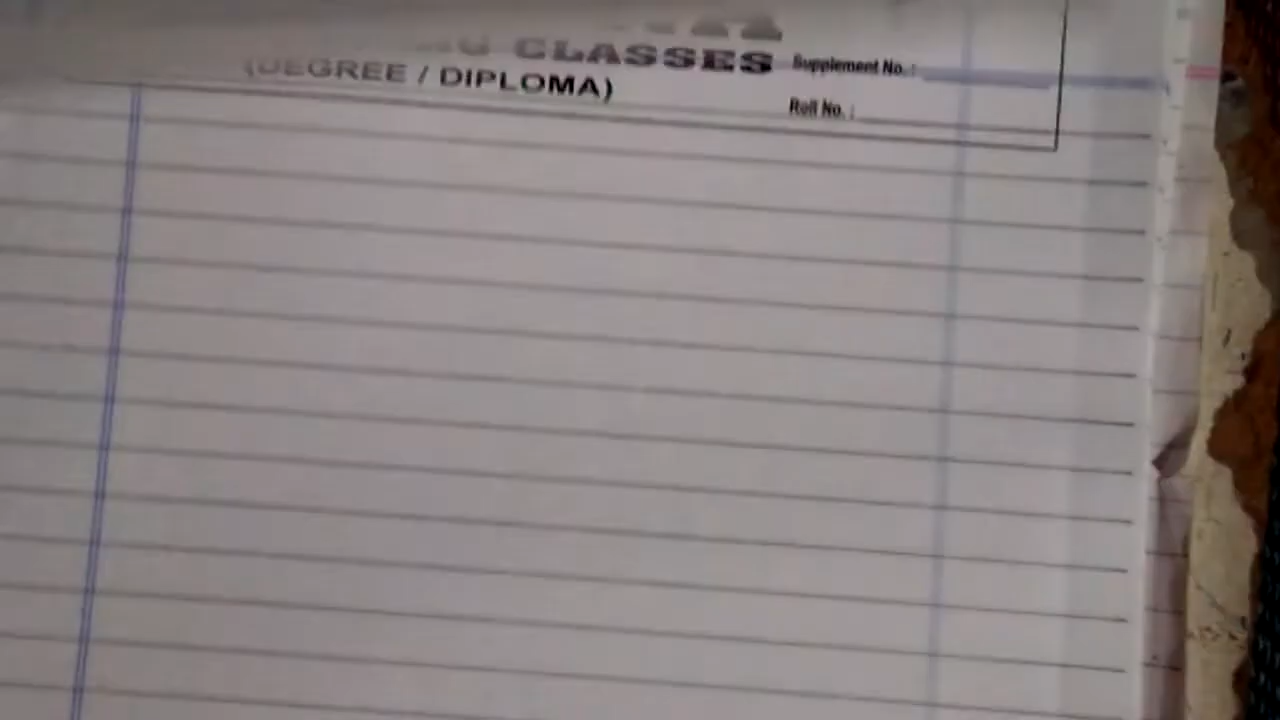 CLASSES
(DEGREE / DIPLOMA)
Supplement No. :
Roll No. :